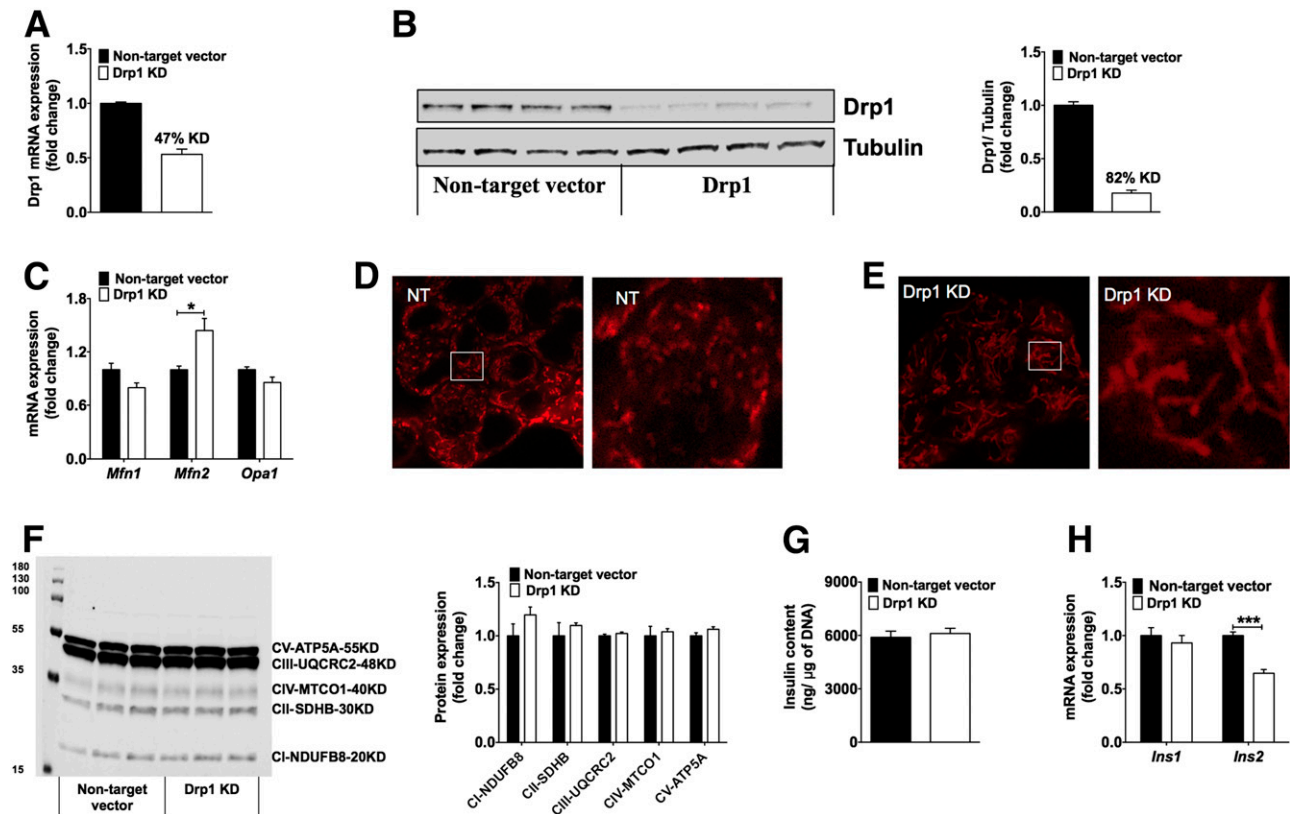 A
Drp1 mRNA expression
(fold change)
1.5
1.0
0.5
0.0
Non-target vector
Drp1 KD
47% KD
B
Drp1
Tubulin
Non-target vector
Drp1
Drp1/ Tubulin
(fold change)
1.5
1.0
0.5
0.0
Non-target vector
Drp1 KD
82% KD
C
mRNA expression
(fold change)
1.8
1.2
0.6
0.0
Non-target vector
Drp1 KD
*
Mfn1
Mfn2
Opa1
D
NT
NT
E
Drp1 KD
Drp1 KD
F
180
130
100
55
35
15
CV-ATP5A-55KD
CIII-UQCRC2-48KD
CIV-MTCO1-40KD
CII-SDHB-30KD
CI-NDUFB8-20KD
Non-target
vector
Drp1 KD
Protein expression
(fold change)
1.5
1.0
0.5
0.0
Non-target vector
Drp1 KD
CI-NDUFB8
CII-SDHB
CIII-UQCRC2
CIV-MTCO1
CV-ATP5A
G
Insulin content
(ng/ µg of DNA)
9000
6000
3000
0
Non-target vector
Drp1 KD
H
mRNA expression
(fold change)
1.5
1.0
0.5
0.0
Non-target vector
Drp1 KD
***
Ins1
Ins2